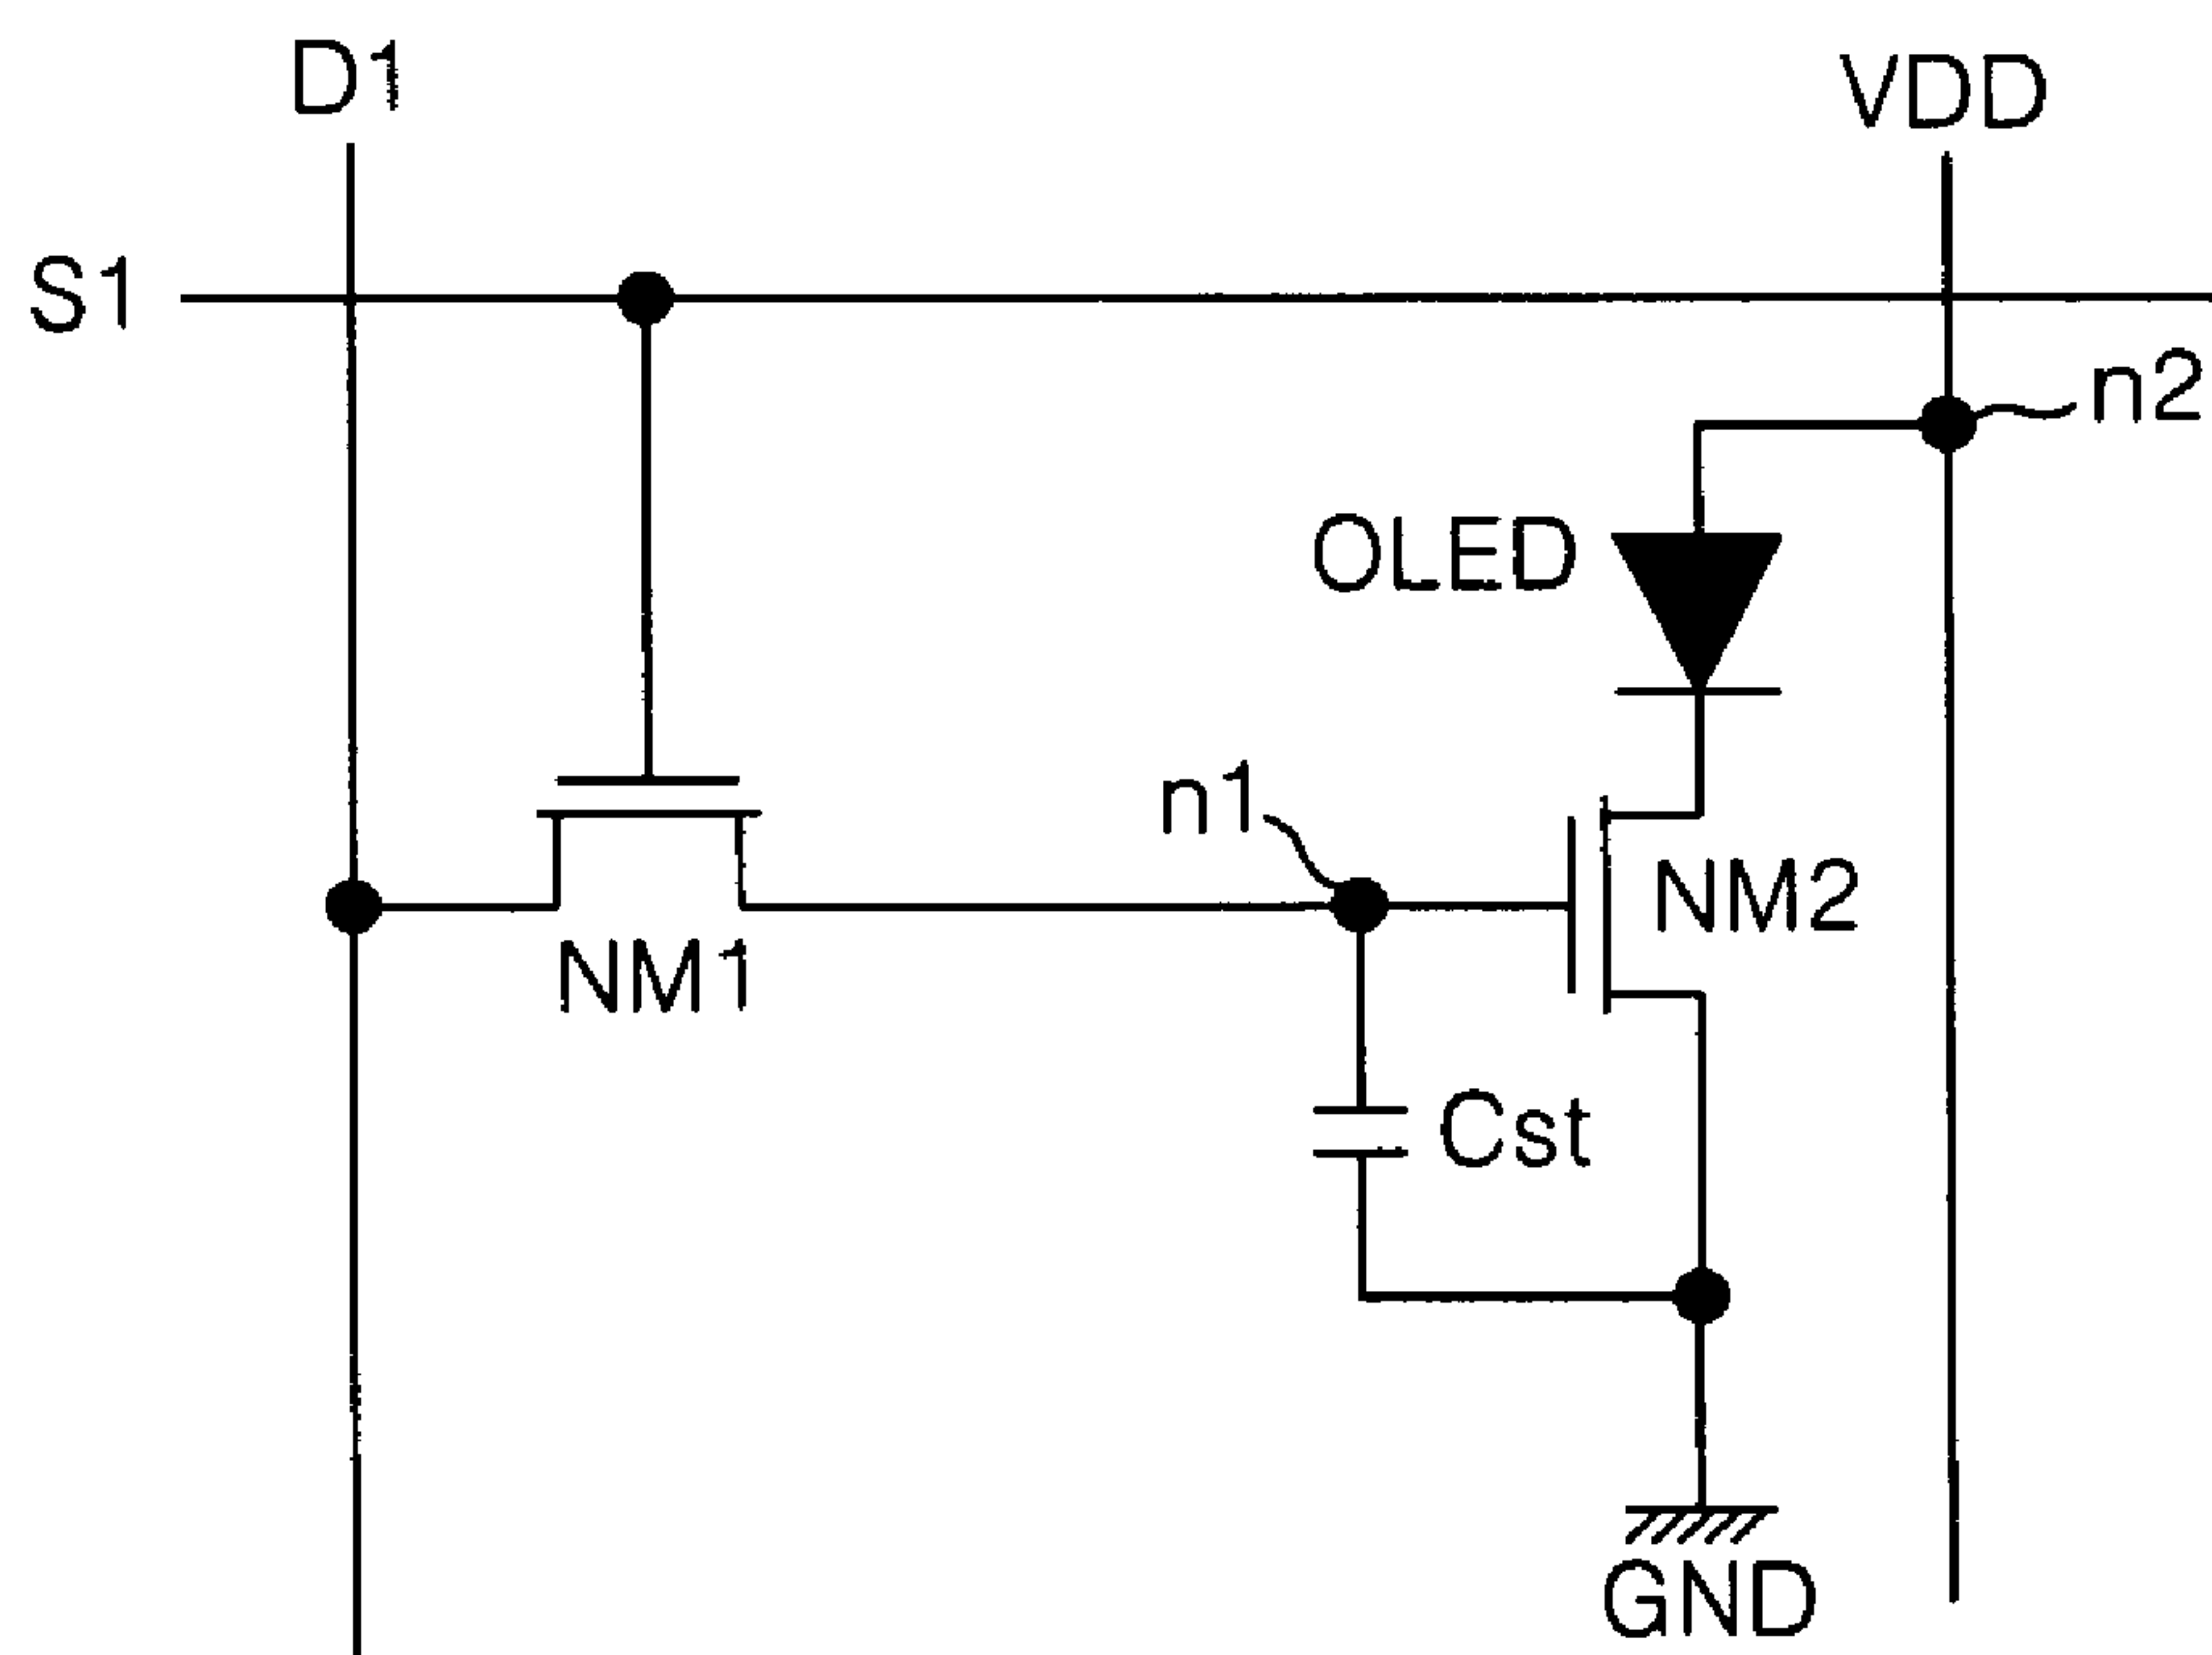 D1
VDD
S1
n2
OLED
n1
NM2
NM1
Cst
GND